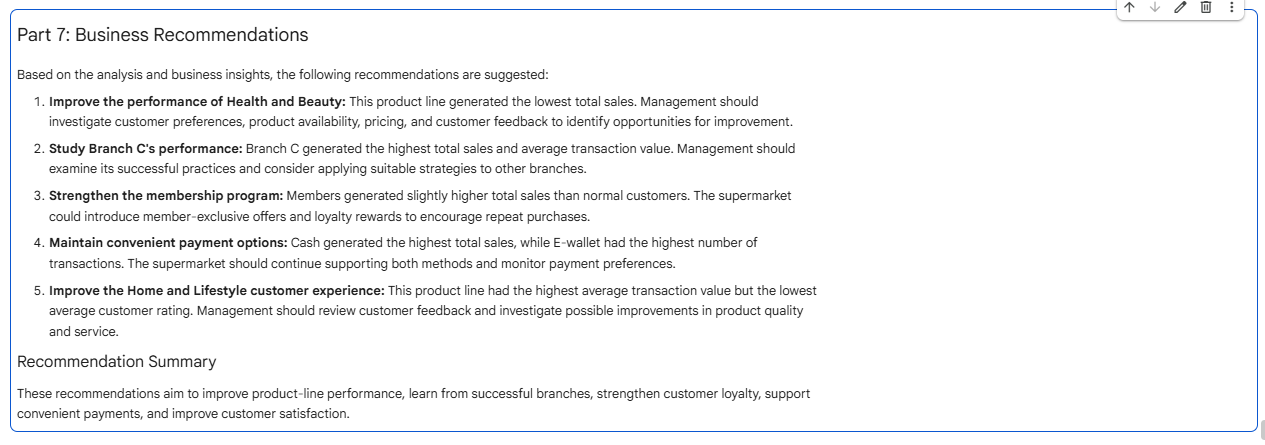 Part 7: Business Recommendations
Based on the analysis and business insights, the following recommendations are suggested:
1. Improve the performance of Health and Beauty: This product line generated the lowest total sales. Management should
investigate customer preferences, product availability, pricing, and customer feedback to identify opportunities for improvement.
2. Study Branch C's performance: Branch C generated the highest total sales and average transaction value. Management should
examine its successful practices and consider applying suitable strategies to other branches.
3. Strengthen the membership program: Members generated slightly higher total sales than normal customers. The supermarket
could introduce member-exclusive offers and loyalty rewards to encourage repeat purchases.
4. Maintain convenient payment options: Cash generated the highest total sales, while E-wallet had the highest number of
transactions. The supermarket should continue supporting both methods and monitor payment preferences.
5. Improve the Home and Lifestyle customer experience: This product line had the highest average transaction value but the lowest
average customer rating. Management should review customer feedback and investigate possible improvements in product quality
and service.
Recommendation Summary
These recommendations aim to improve product-line performance, learn from successful branches, strengthen customer loyalty, support
convenient payments, and improve customer satisfaction.